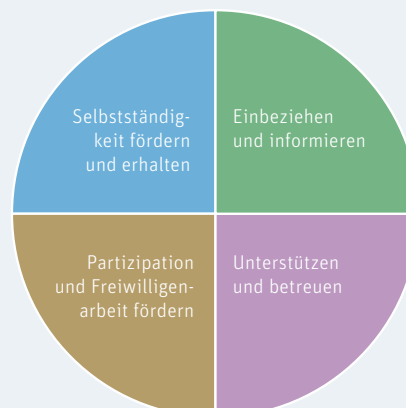 Selbstständig-
keit fördern
und erhalten
Einbeziehen
und informieren
Partizipation
und Freiwilligen-
arbeit fördern
Unterstützen
und betreuen